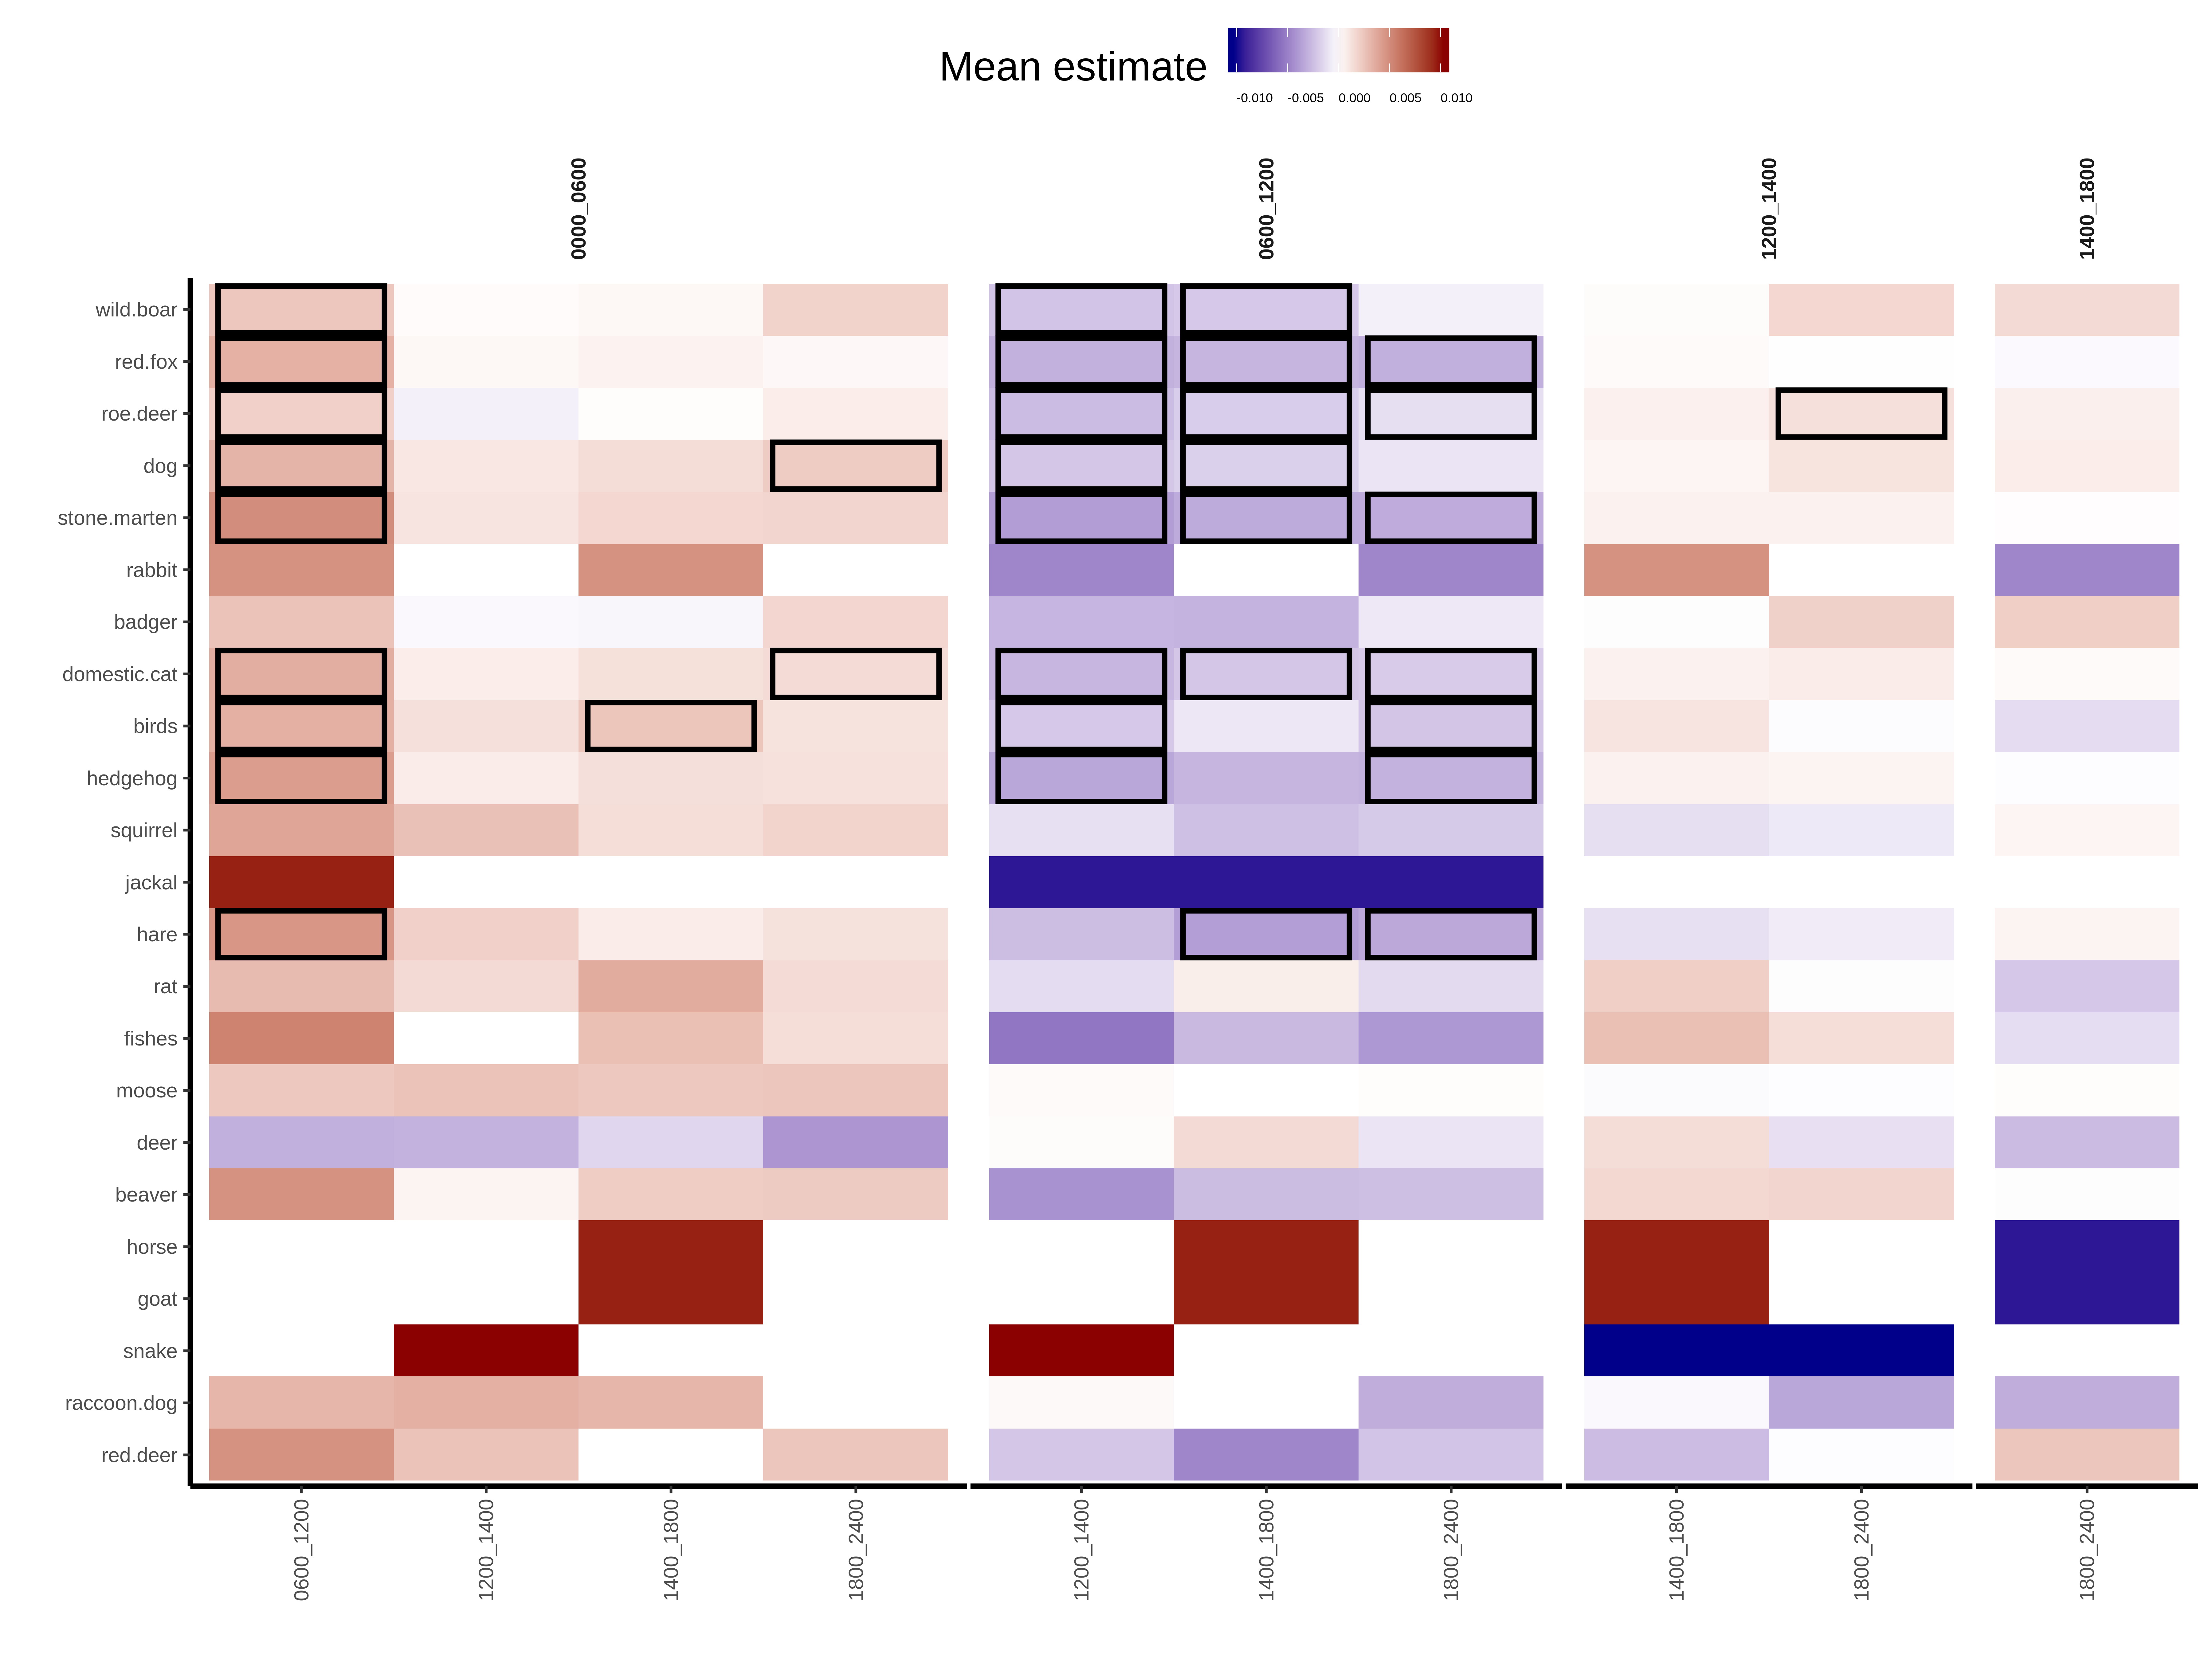 Mean estimate
-0.010 -0.005 0.000 0.005 0.010
0000_0600
0600_1200
1200_1400
1400_1800
wild.boar
red.fox
roe.deer
dog
stone.marten
rabbit
badger
domestic.cat
birds
hedgehog
squirrel
jackal
hare
rat
fishes
moose
deer
beaver
horse
goat
snake
raccoon.dog
red.deer
0600_1200
1200_1400
1400_1800
1800_2400
1200_1400
1400_1800
1800_2400
1400_1800
1800_2400
1800_2400